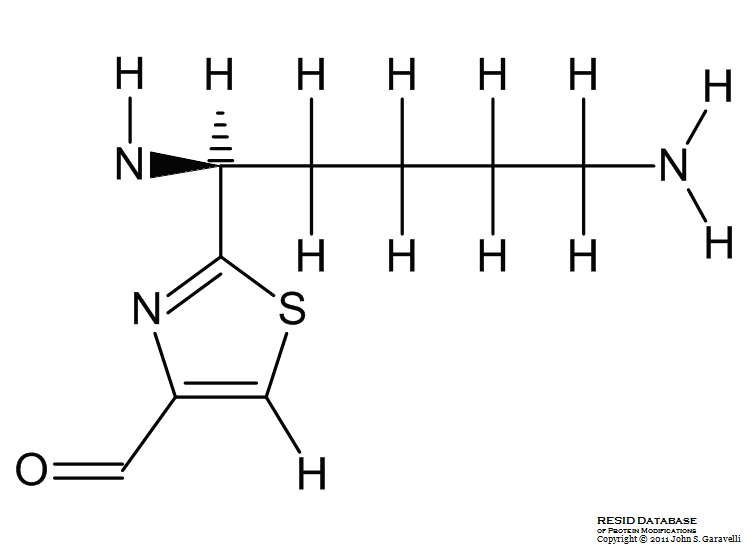 H H H H H H H
N N
H H H H H
N S
O H
RESID DATABASE
OF PROTEIN MODIFICATIONS
Copyright © 2011 John S. Garavelli